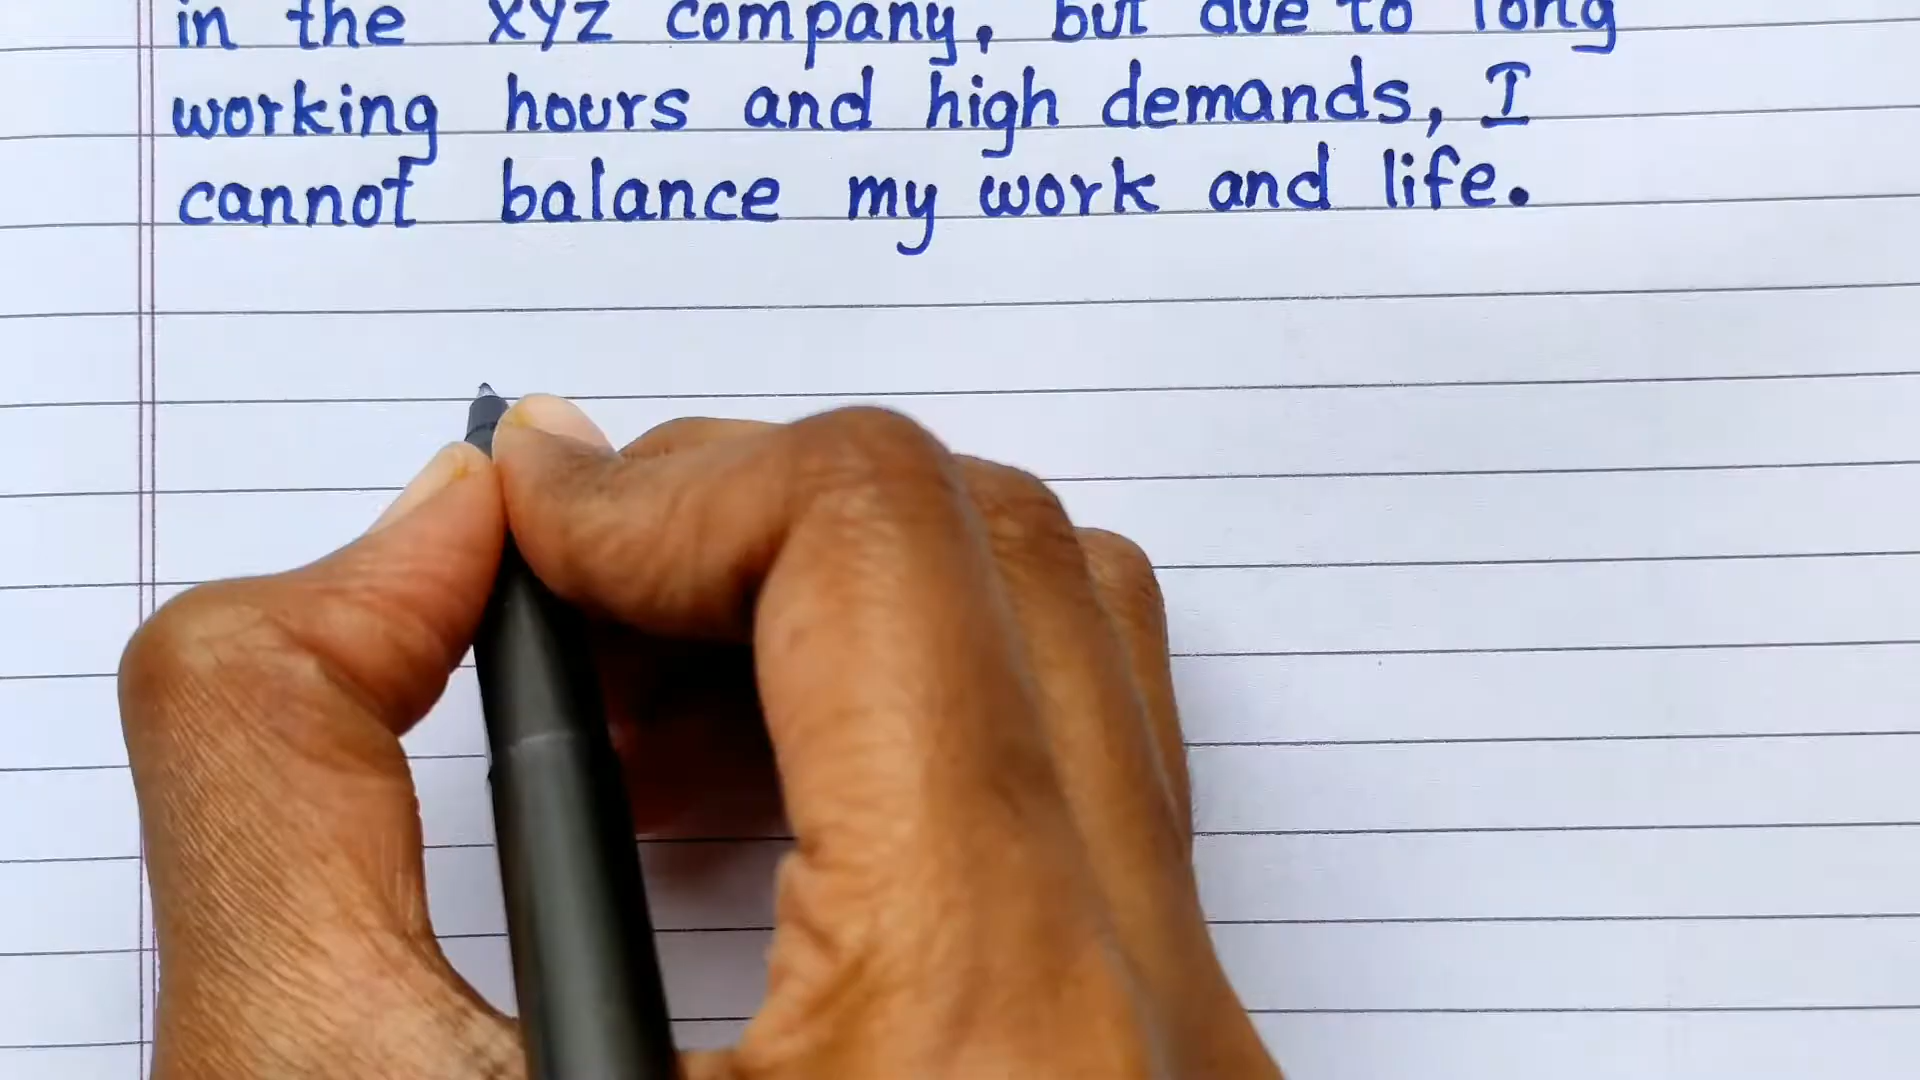 in the XYZ company, but due to long
working hours and high demands, I
cannot balance my work and life.